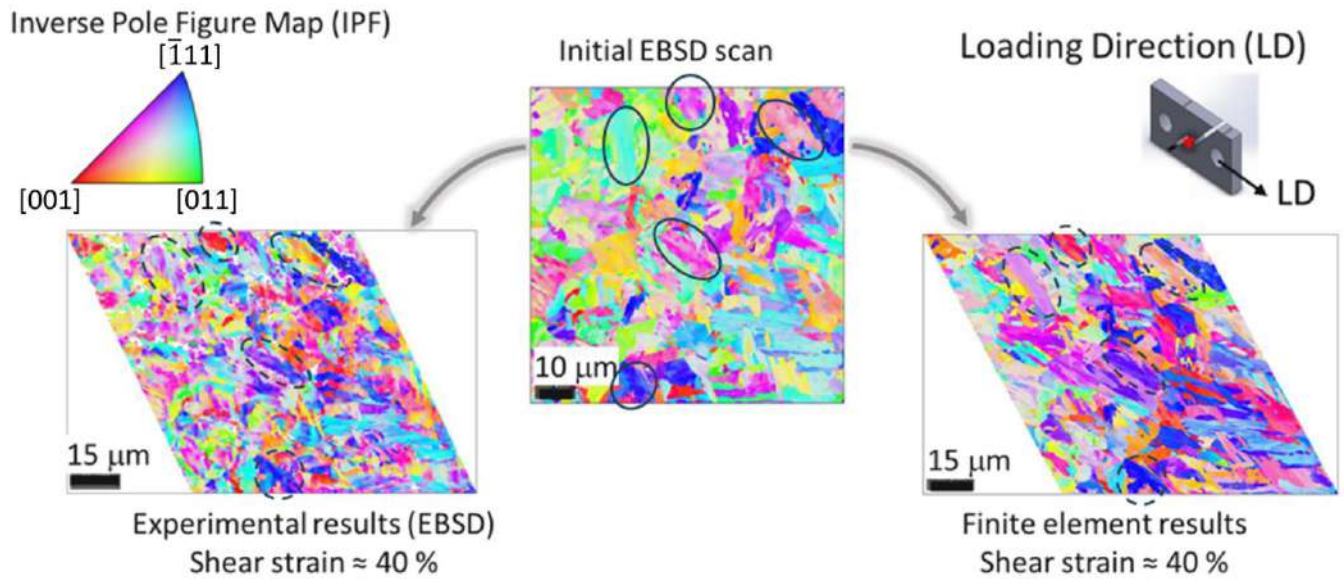 Inverse Pole Figure Map (IPF)
[1̄11]
[001]
[011]
Initial EBSD scan
10 μm
Loading Direction (LD)
LD
15 μm
Experimental results (EBSD)
Shear strain ≈ 40 %
15 μm
Finite element results
Shear strain ≈ 40 %